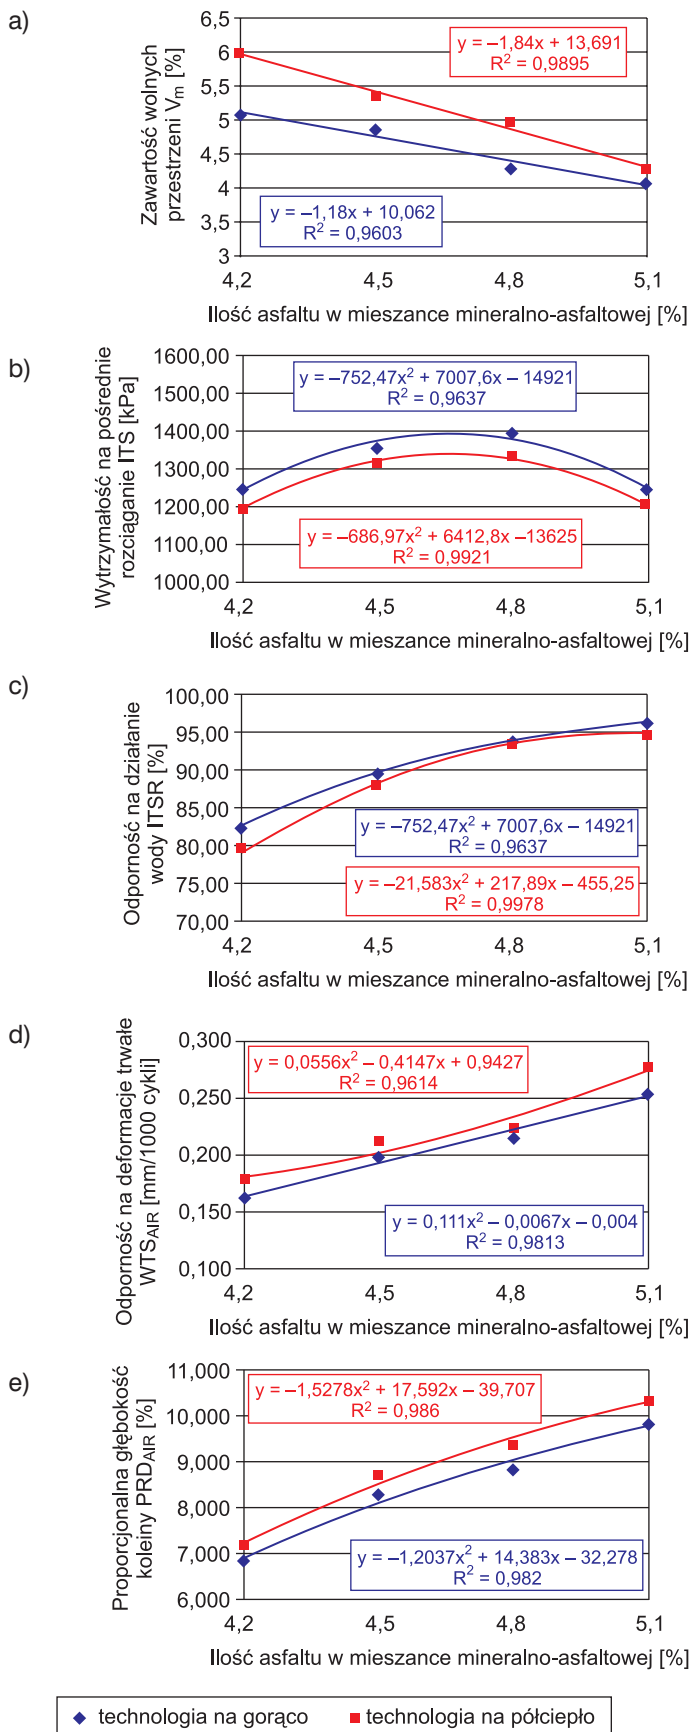 a)
Zawartość wolnych
przestrzeni Vm [%]
6,5
6
5,5
5
4,5
4
3,5
3
y = –1,84x + 13,691
R² = 0,9895
y = –1,18x + 10,062
R² = 0,9603
4,2 4,5 4,8 5,1
Ilość asfaltu w mieszance mineralno-asfaltowej [%]
b)
Wytrzymałość na pośrednie
rozciąganie ITS [kPa]
1600,00
1500,00
1400,00
1300,00
1200,00
1100,00
1000,00
y = –752,47x² + 7007,6x – 14921
R² = 0,9637
y = –686,97x² + 6412,8x –13625
R² = 0,9921
4,2 4,5 4,8 5,1
Ilość asfaltu w mieszance mineralno-asfaltowej [%]
c)
Odporność na działanie
wody ITSR [%]
100,00
95,00
90,00
85,00
80,00
75,00
70,00
y = –752,47x² + 7007,6x – 14921
R² = 0,9637
y = –21,583x² + 217,89x – 455,25
R² = 0,9978
4,2 4,5 4,8 5,1
Ilość asfaltu w mieszance mineralno-asfaltowej [%]
d)
Odporność na deformacje trwałe
WTSAIR [mm/1000 cykli]
0,300
0,250
0,200
0,150
0,100
y = 0,0556x² – 0,4147x + 0,9427
R² = 0,9614
y = 0,111x² – 0,0067x – 0,004
R² = 0,9813
4,2 4,5 4,8 5,1
Ilość asfaltu w mieszance mineralno-asfaltowej [%]
e)
Proporcjonalna głębokość
koleiny PRDAIR [%]
11,000
10,000
9,000
8,000
7,000
6,000
y = –1,5278x² + 17,592x – 39,707
R² = 0,986
y = –1,2037x² + 14,383x – 32,278
R² = 0,982
4,2 4,5 4,8 5,1
Ilość asfaltu w mieszance mineralno-asfaltowej [%]
technologia na gorąco technologia na półciepło